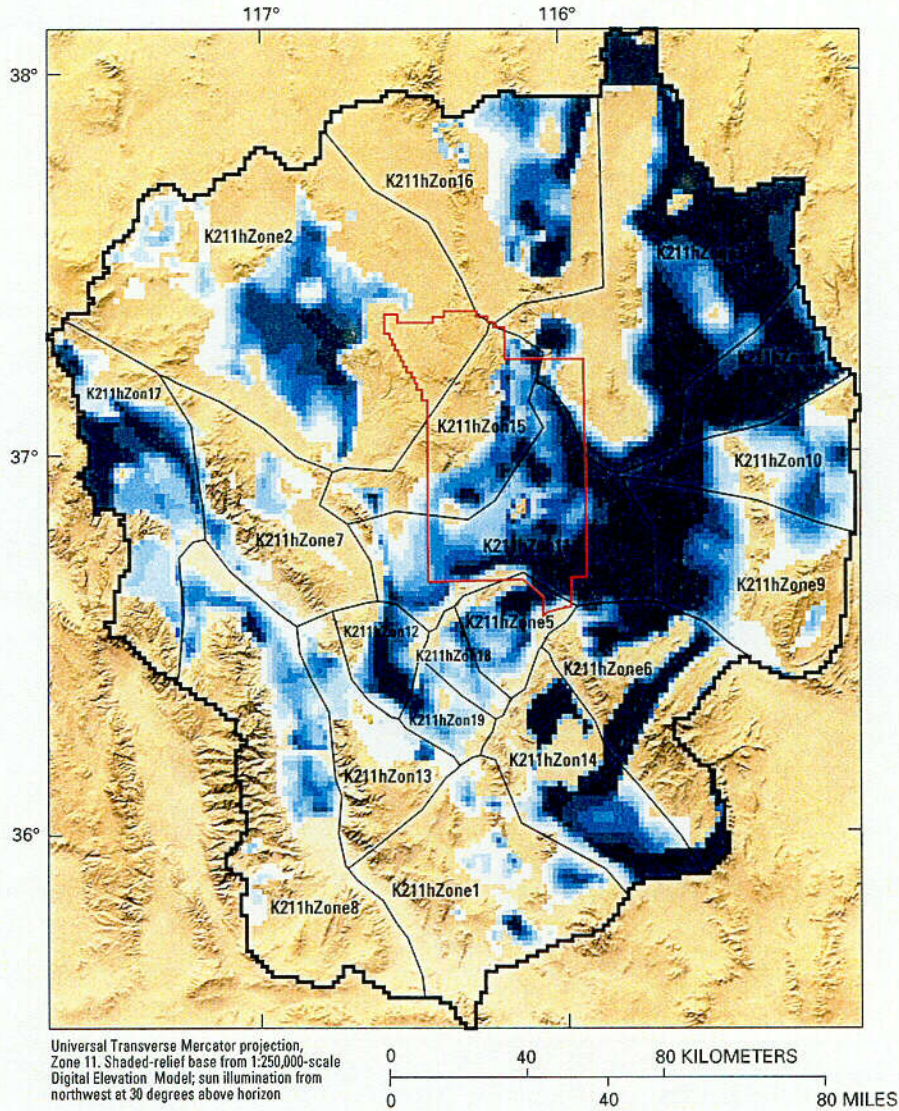 117°
116°
38°
K211hZon16
K211hZone2
K211hZon17
K211hZon15
37°
K211hZon10
K211hZone7
K211hZone9
K211hZon12
K211hZone5
K211hZon18
K211hZone6
K211hZon19
K211hZon14
K211hZon13
36°
K211hZone1
K211hZone8
Universal Transverse Mercator projection,
Zone 11. Shaded-relief base from 1:250,000-scale
Digital Elevation Model; sun illumination from
northwest at 30 degrees above horizon
0 40 80 KILOMETERS
0 40 80 MILES